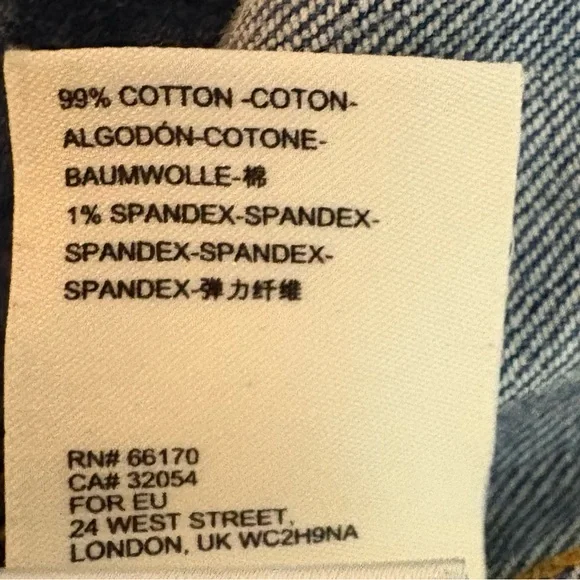 99% COTTON -COTON-
ALGODÓN-COTONE-
BAUMWOLLE-棉
1% SPANDEX-SPANDEX-
SPANDEX-SPANDEX-
SPANDEX-弹力纤维
RN# 66170
CA# 32054
FOR EU
24 WEST STREET,
LONDON, UK WC2H9NA